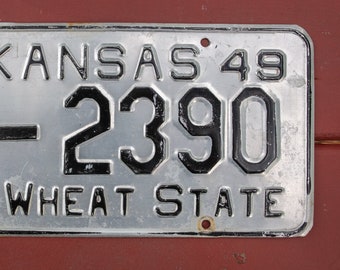 KANSAS 49
-2390
WHEAT STATE